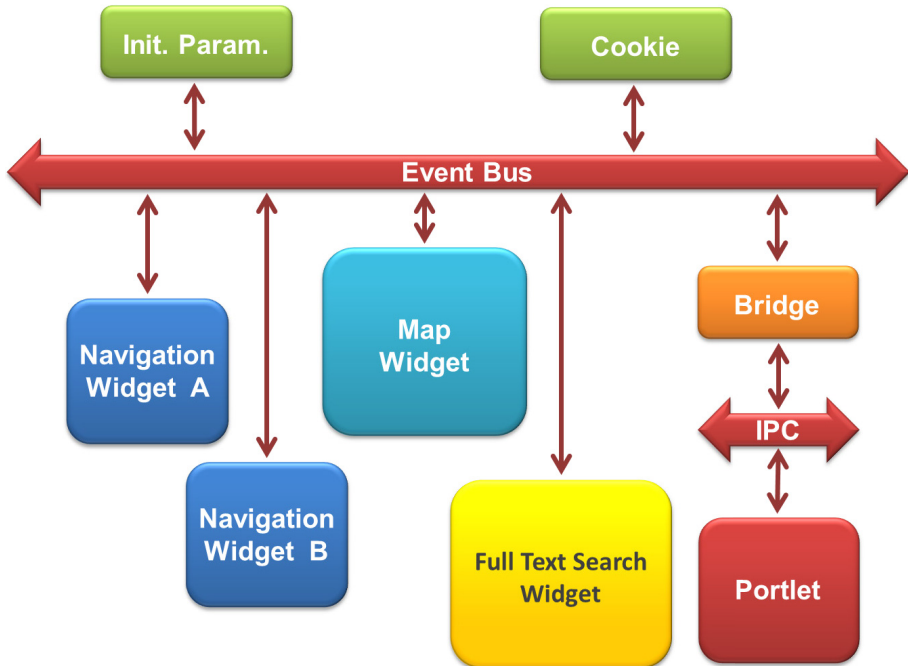 Init. Param.
Cookie
Event Bus
Map
Widget
Bridge
Navigation
Widget A
IPC
Navigation
Widget B
Full Text Search
Widget
Portlet